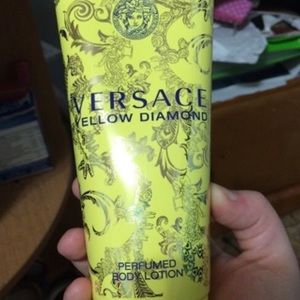 VERSACE
YELLOW DIAMOND
PERFUMED
BODY LOTION